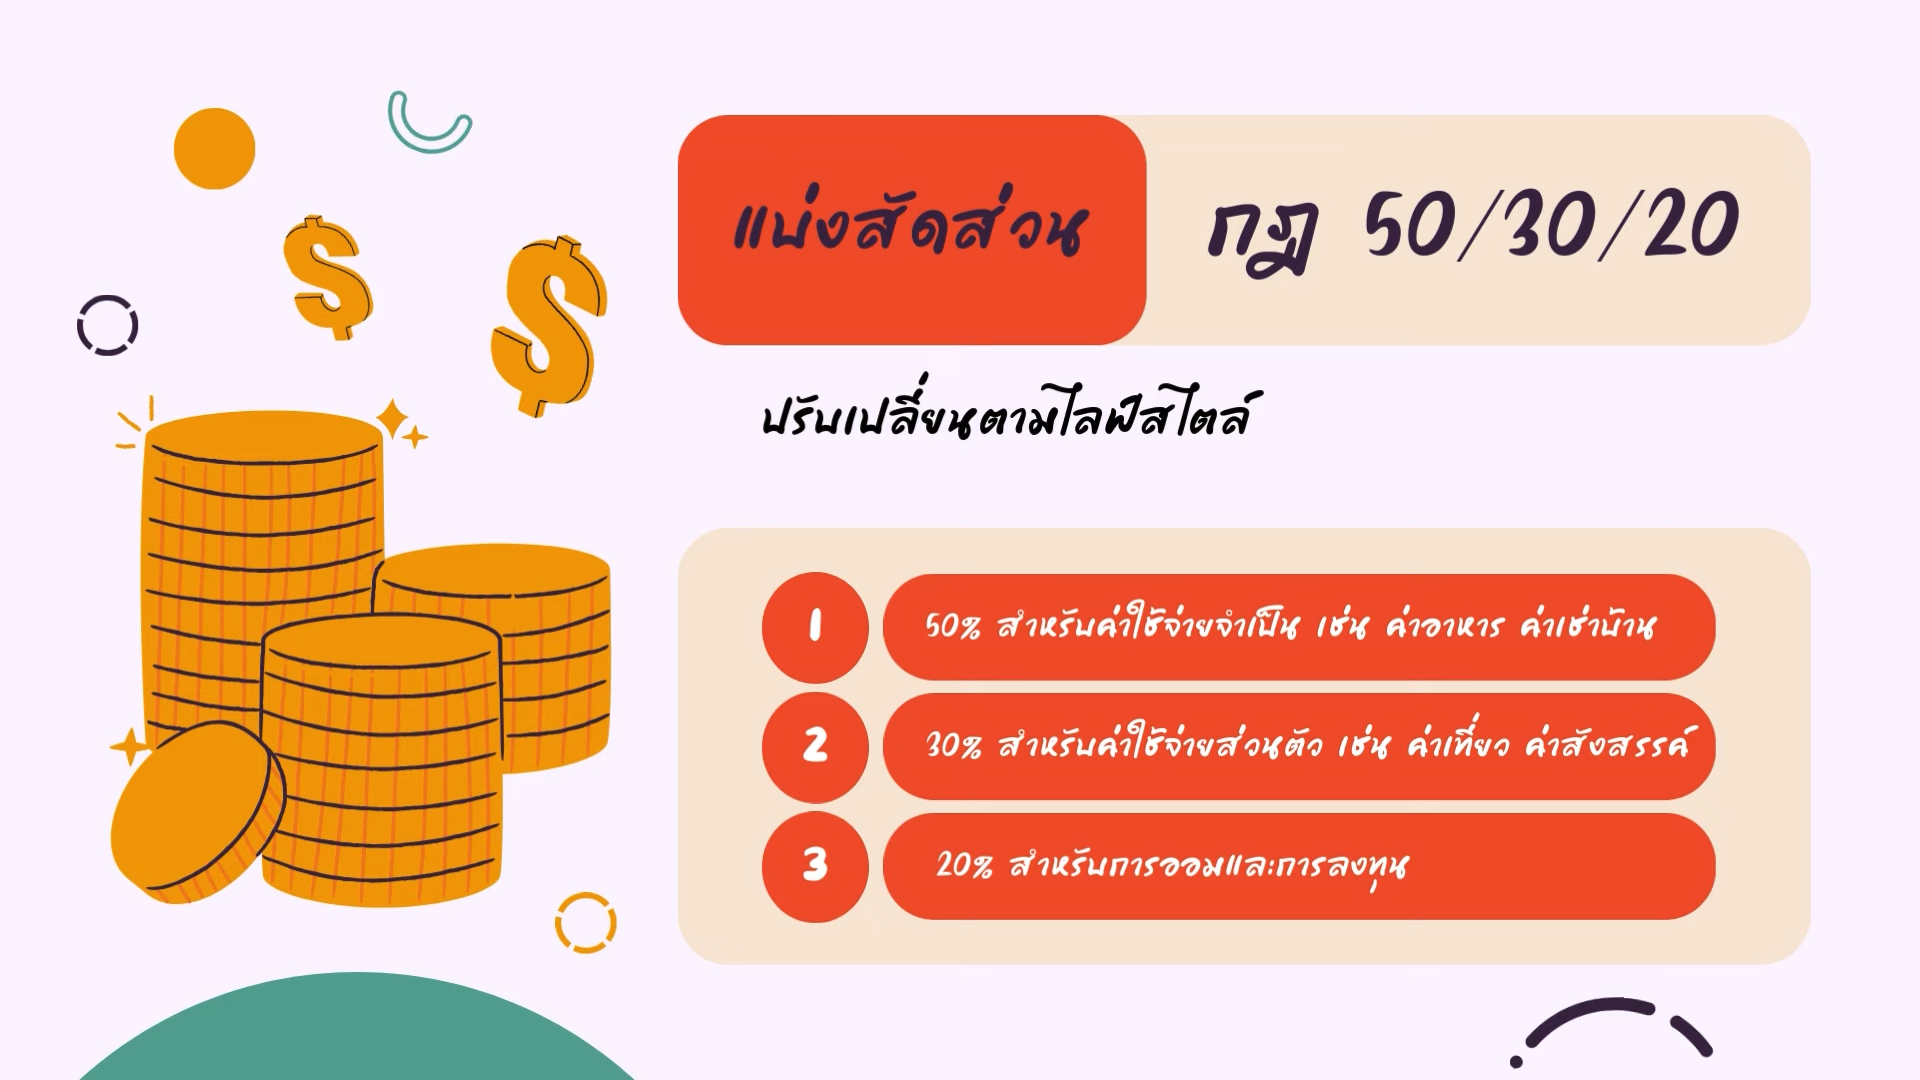 แบ่งสัดส่วน
กฎ 50/30/20
ปรับเปลี่ยนตามไลฟ์สไตล์
1
50% สำหรับค่าใช้จ่ายจำเป็น เช่น ค่าอาหาร ค่าเช่าบ้าน
2
30% สำหรับค่าใช้จ่ายส่วนตัว เช่น ค่าเที่ยว ค่าสังสรรค์
3
20% สำหรับการออมและการลงทุน